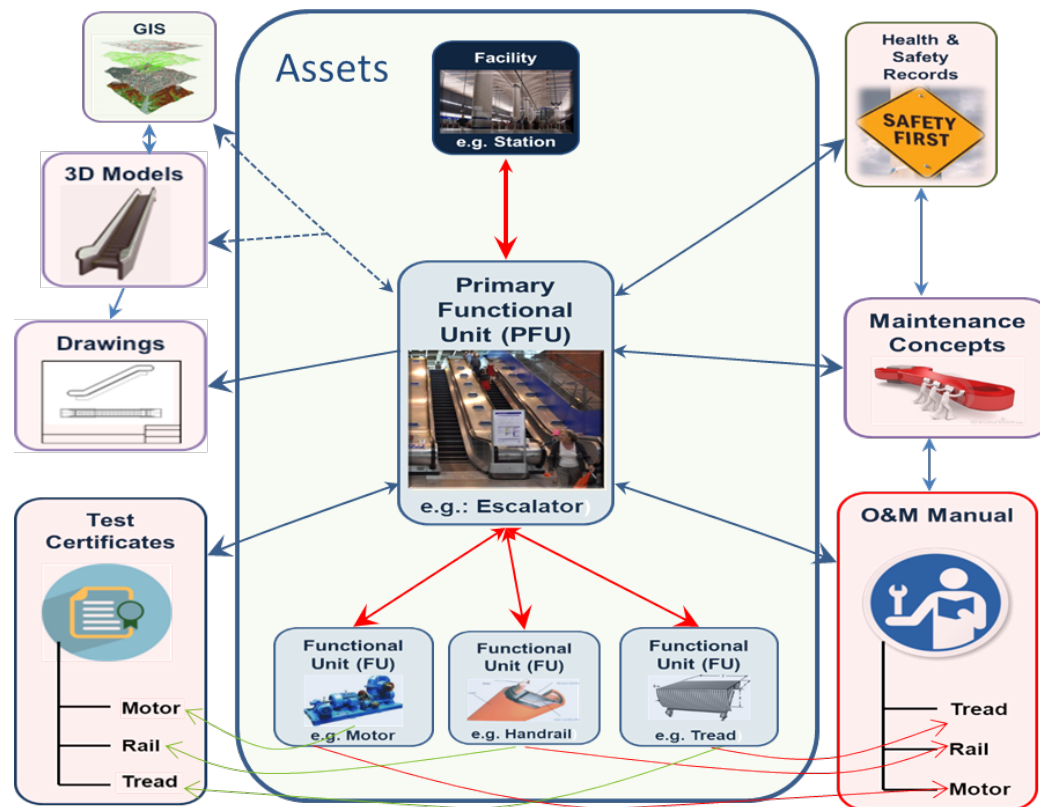 GIS
Assets
Facility
e.g. Station
Health &
Safety
Records
SAFETY
FIRST
3D Models
Primary
Functional
Unit (PFU)
e.g.: Escalator)
Drawings
Maintenance
Concepts
Test
Certificates
Motor
Rail
Tread
O&M Manual
Tread
Rail
Motor
Functional
Unit (FU)
e.g. Motor
Functional
Unit (FU)
e.g. Handrail
Functional
Unit (FU)
e.g. Tread